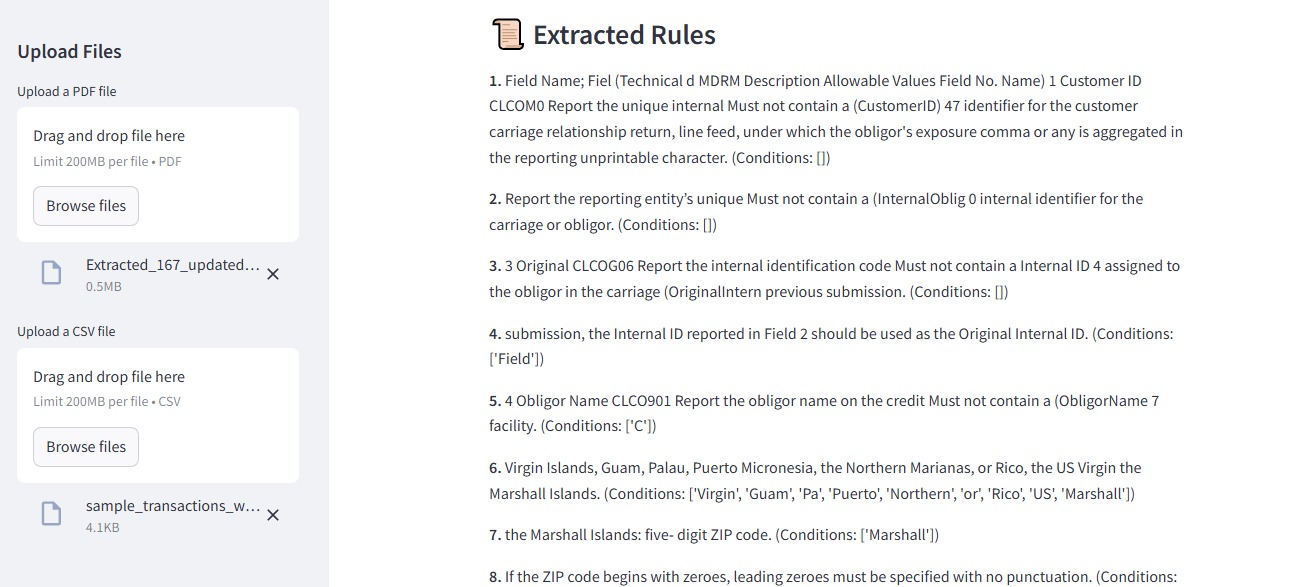 Upload Files
Upload a PDF file
Drag and drop file here
Limit 200MB per file • PDF
Browse files
Extracted_167_updated...
0.5MB
Upload a CSV file
Drag and drop file here
Limit 200MB per file • CSV
Browse files
sample_transactions_w...
4.1KB
Extracted Rules
1. Field Name; Fiel (Technical d MDRM Description Allowable Values Field No. Name) 1 Customer ID
CLCOM0 Report the unique internal Must not contain a (CustomerID) 47 identifier for the customer
carriage relationship return, line feed, under which the obligor's exposure comma or any is aggregated in
the reporting unprintable character. (Conditions: [])
2. Report the reporting entity’s unique Must not contain a (InternalOblig 0 internal identifier for the
carriage or obligor. (Conditions: [])
3. 3 Original CLCOG06 Report the internal identification code Must not contain a Internal ID 4 assigned to
the obligor in the carriage (OriginalIntern previous submission. (Conditions: [])
4. submission, the Internal ID reported in Field 2 should be used as the Original Internal ID. (Conditions:
['Field'])
5. 4 Obligor Name CLCO901 Report the obligor name on the credit Must not contain a (ObligorName 7
facility. (Conditions: ['C'])
6. Virgin Islands, Guam, Palau, Puerto Micronesia, the Northern Marianas, or Rico, the US Virgin the
Marshall Islands. (Conditions: ['Virgin', 'Guam', 'Pa', 'Puerto', 'Northern', 'or', 'Rico', 'US', 'Marshall'])
7. the Marshall Islands: five- digit ZIP code. (Conditions: ['Marshall'])
8. If the ZIP code begins with zeroes, leading zeroes must be specified with no punctuation. (Conditions: